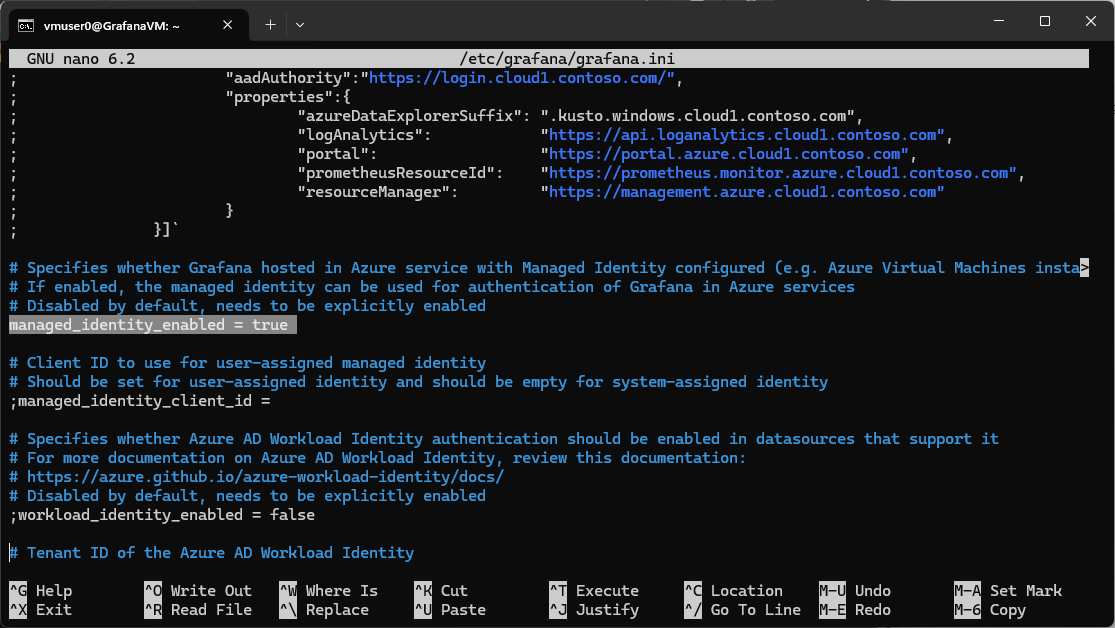 vmuser0@GrafanaVM: ~
GNU nano 6.2 /etc/grafana/grafana.ini
; "aadAuthority":"https://login.cloud1.contoso.com/",
; "properties":{
; "azureDataExplorerSuffix": ".kusto.windows.cloud1.contoso.com",
; "logAnalytics": "https://api.loganalytics.cloud1.contoso.com",
; "portal": "https://portal.azure.cloud1.contoso.com",
; "prometheusResourceId": "https://prometheus.monitor.azure.cloud1.contoso.com",
; "resourceManager": "https://management.azure.cloud1.contoso.com"
; }
; }]`
# Specifies whether Grafana hosted in Azure service with Managed Identity configured (e.g. Azure Virtual Machines insta>
# If enabled, the managed identity can be used for authentication of Grafana in Azure services
# Disabled by default, needs to be explicitly enabled
managed_identity_enabled = true
# Client ID to use for user-assigned managed identity
# Should be set for user-assigned identity and should be empty for system-assigned identity
;managed_identity_client_id =
# Specifies whether Azure AD Workload Identity authentication should be enabled in datasources that support it
# For more documentation on Azure AD Workload Identity, review this documentation:
# https://azure.github.io/azure-workload-identity/docs/
# Disabled by default, needs to be explicitly enabled
;workload_identity_enabled = false
# Tenant ID of the Azure AD Workload Identity
^G Help ^O Write Out ^W Where Is ^K Cut ^T Execute ^C Location M-U Undo M-A Set Mark
^X Exit ^R Read File ^\ Replace ^U Paste ^J Justify ^/ Go To Line M-E Redo M-6 Copy